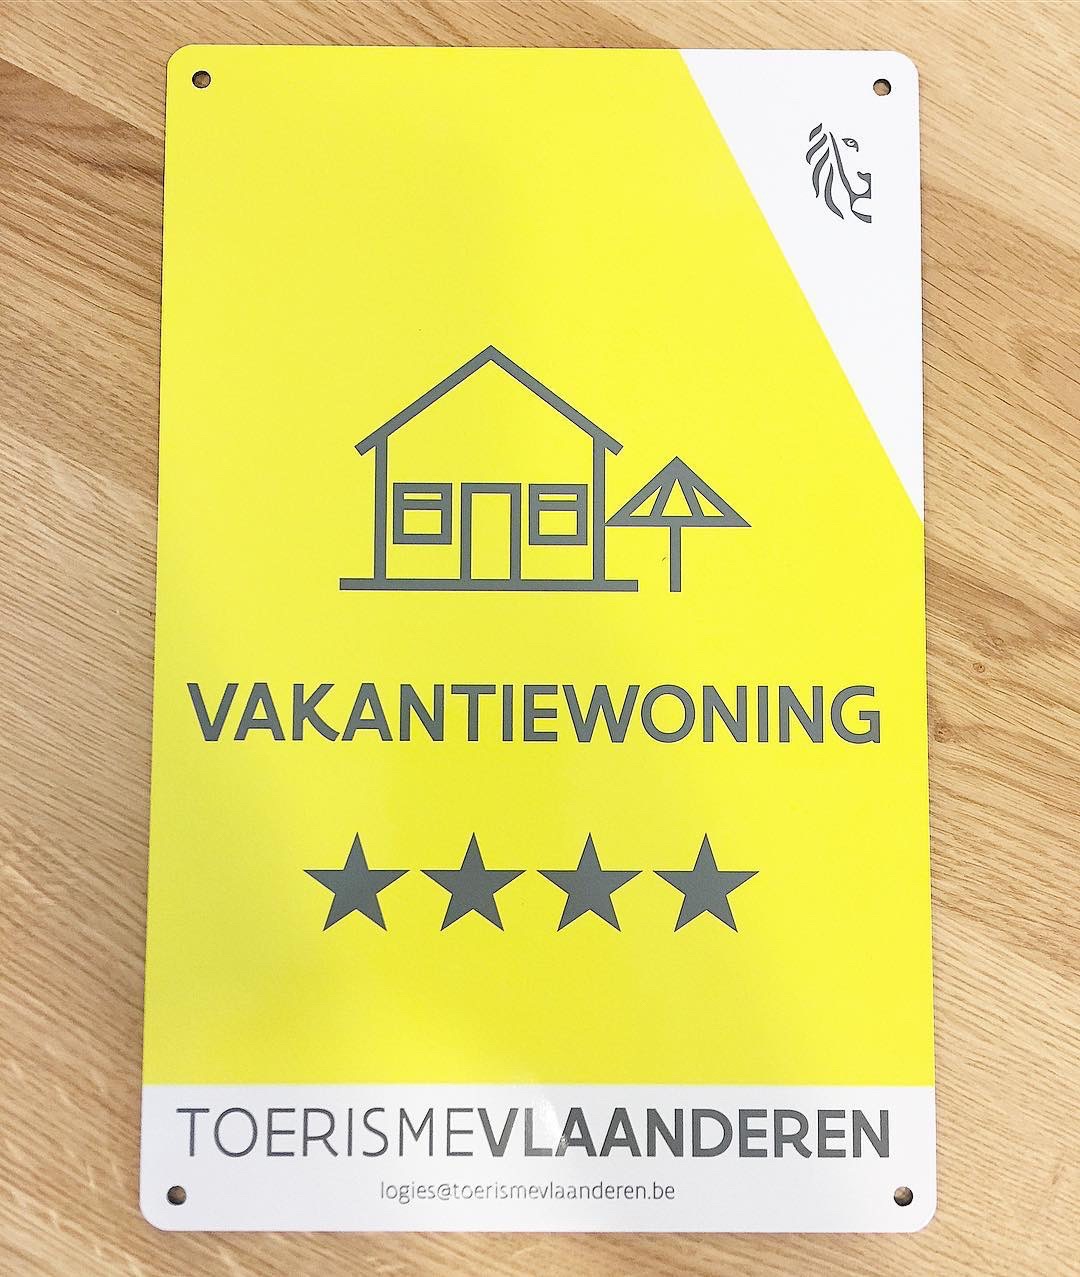 VAKANTIEWONING
TOERISMEVLAANDEREN
logies@toerismevlaanderen.be